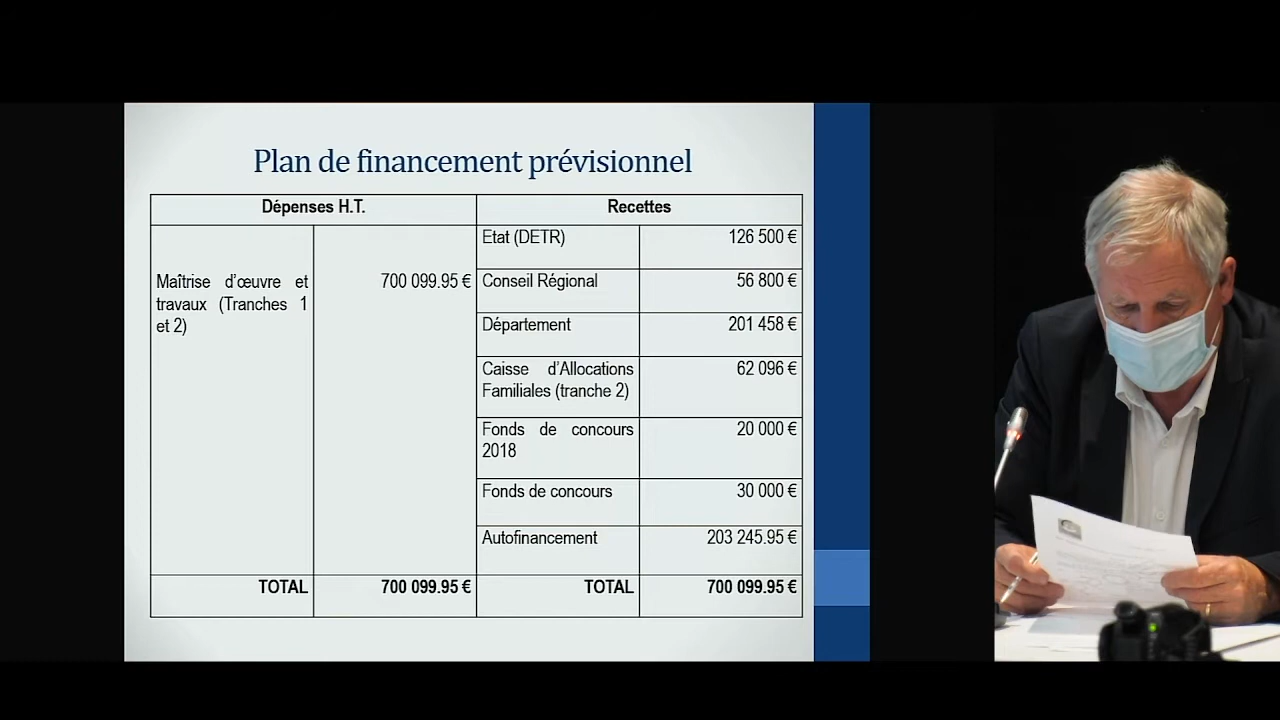 Plan de financement prévisionnel
Dépenses H.T.
Recettes
Maîtrise d'œuvre et
travaux (Tranches 1
et 2)
700 099.95 €
Etat (DETR)
126 500 €
Conseil Régional
56 800 €
Département
201 458 €
Caisse d'Allocations
Familiales (tranche 2)
62 096 €
Fonds de concours
2018
20 000 €
Fonds de concours
30 000 €
Autofinancement
203 245.95 €
TOTAL
700 099.95 €
TOTAL
700 099.95 €